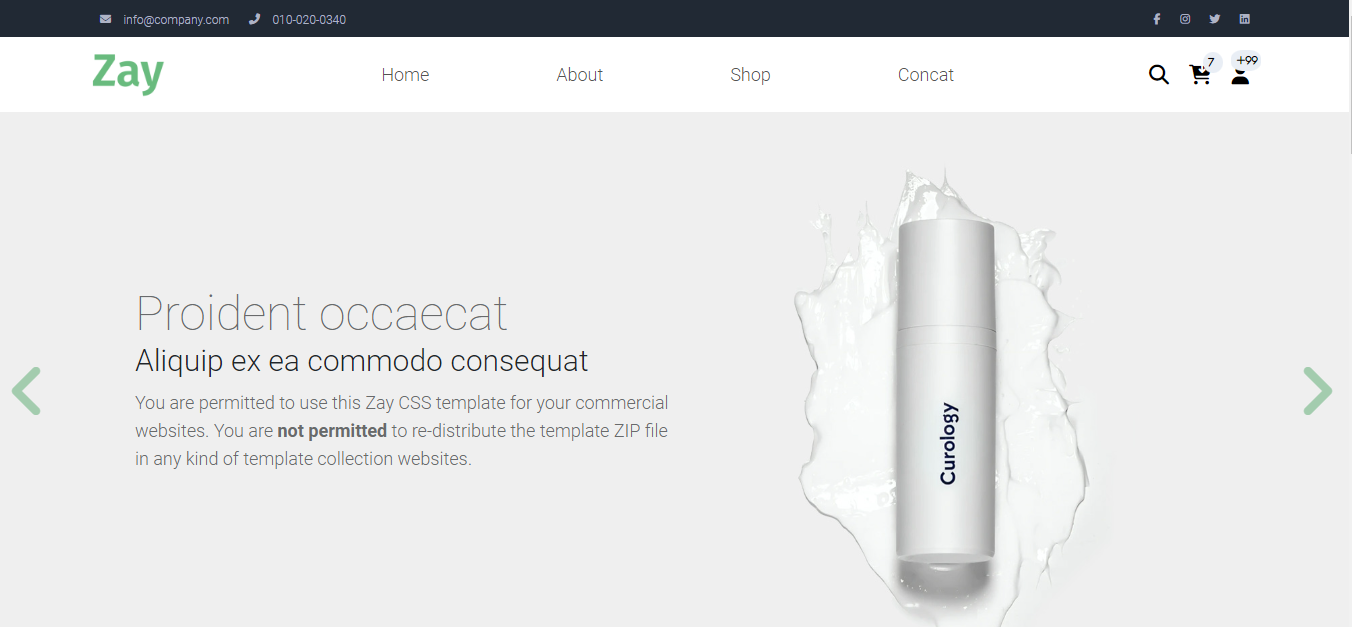 info@company.com 010-020-0340
Zay Home About Shop Concat 7 +99
Proident occaecat
Aliquip ex ea commodo consequat
You are permitted to use this Zay CSS template for your commercial
websites. You are not permitted to re-distribute the template ZIP file
in any kind of template collection websites.
Curology